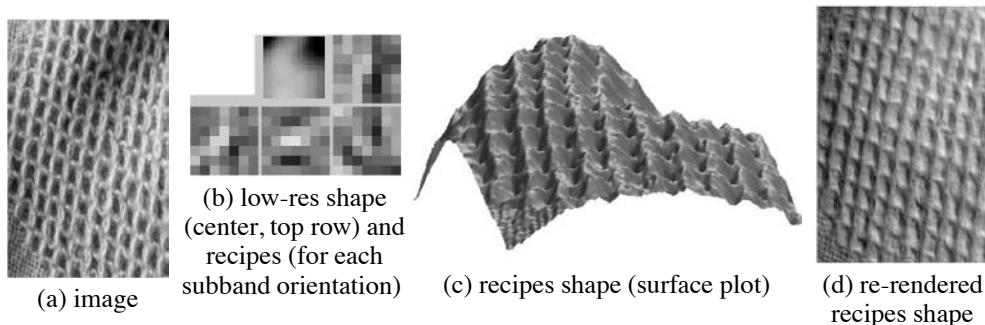 (a) image
(b) low-res shape
(center, top row) and
recipes (for each
subband orientation)
(c) recipes shape (surface plot)
(d) re-rendered
recipes shape